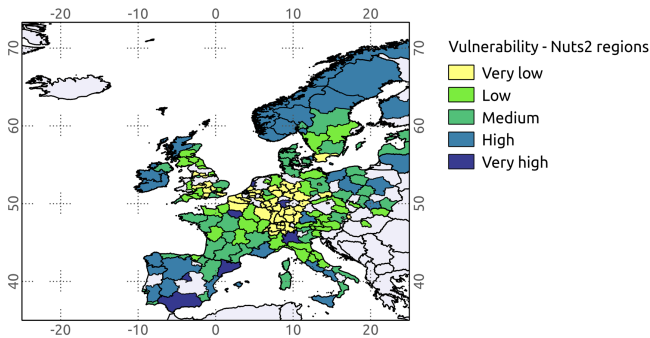 -20 -10 0 10 20
Vulnerability - Nuts2 regions
Very low
Low
Medium
High
Very high
70 70
60 60
50 50
40 40
-20 -10 0 10 20